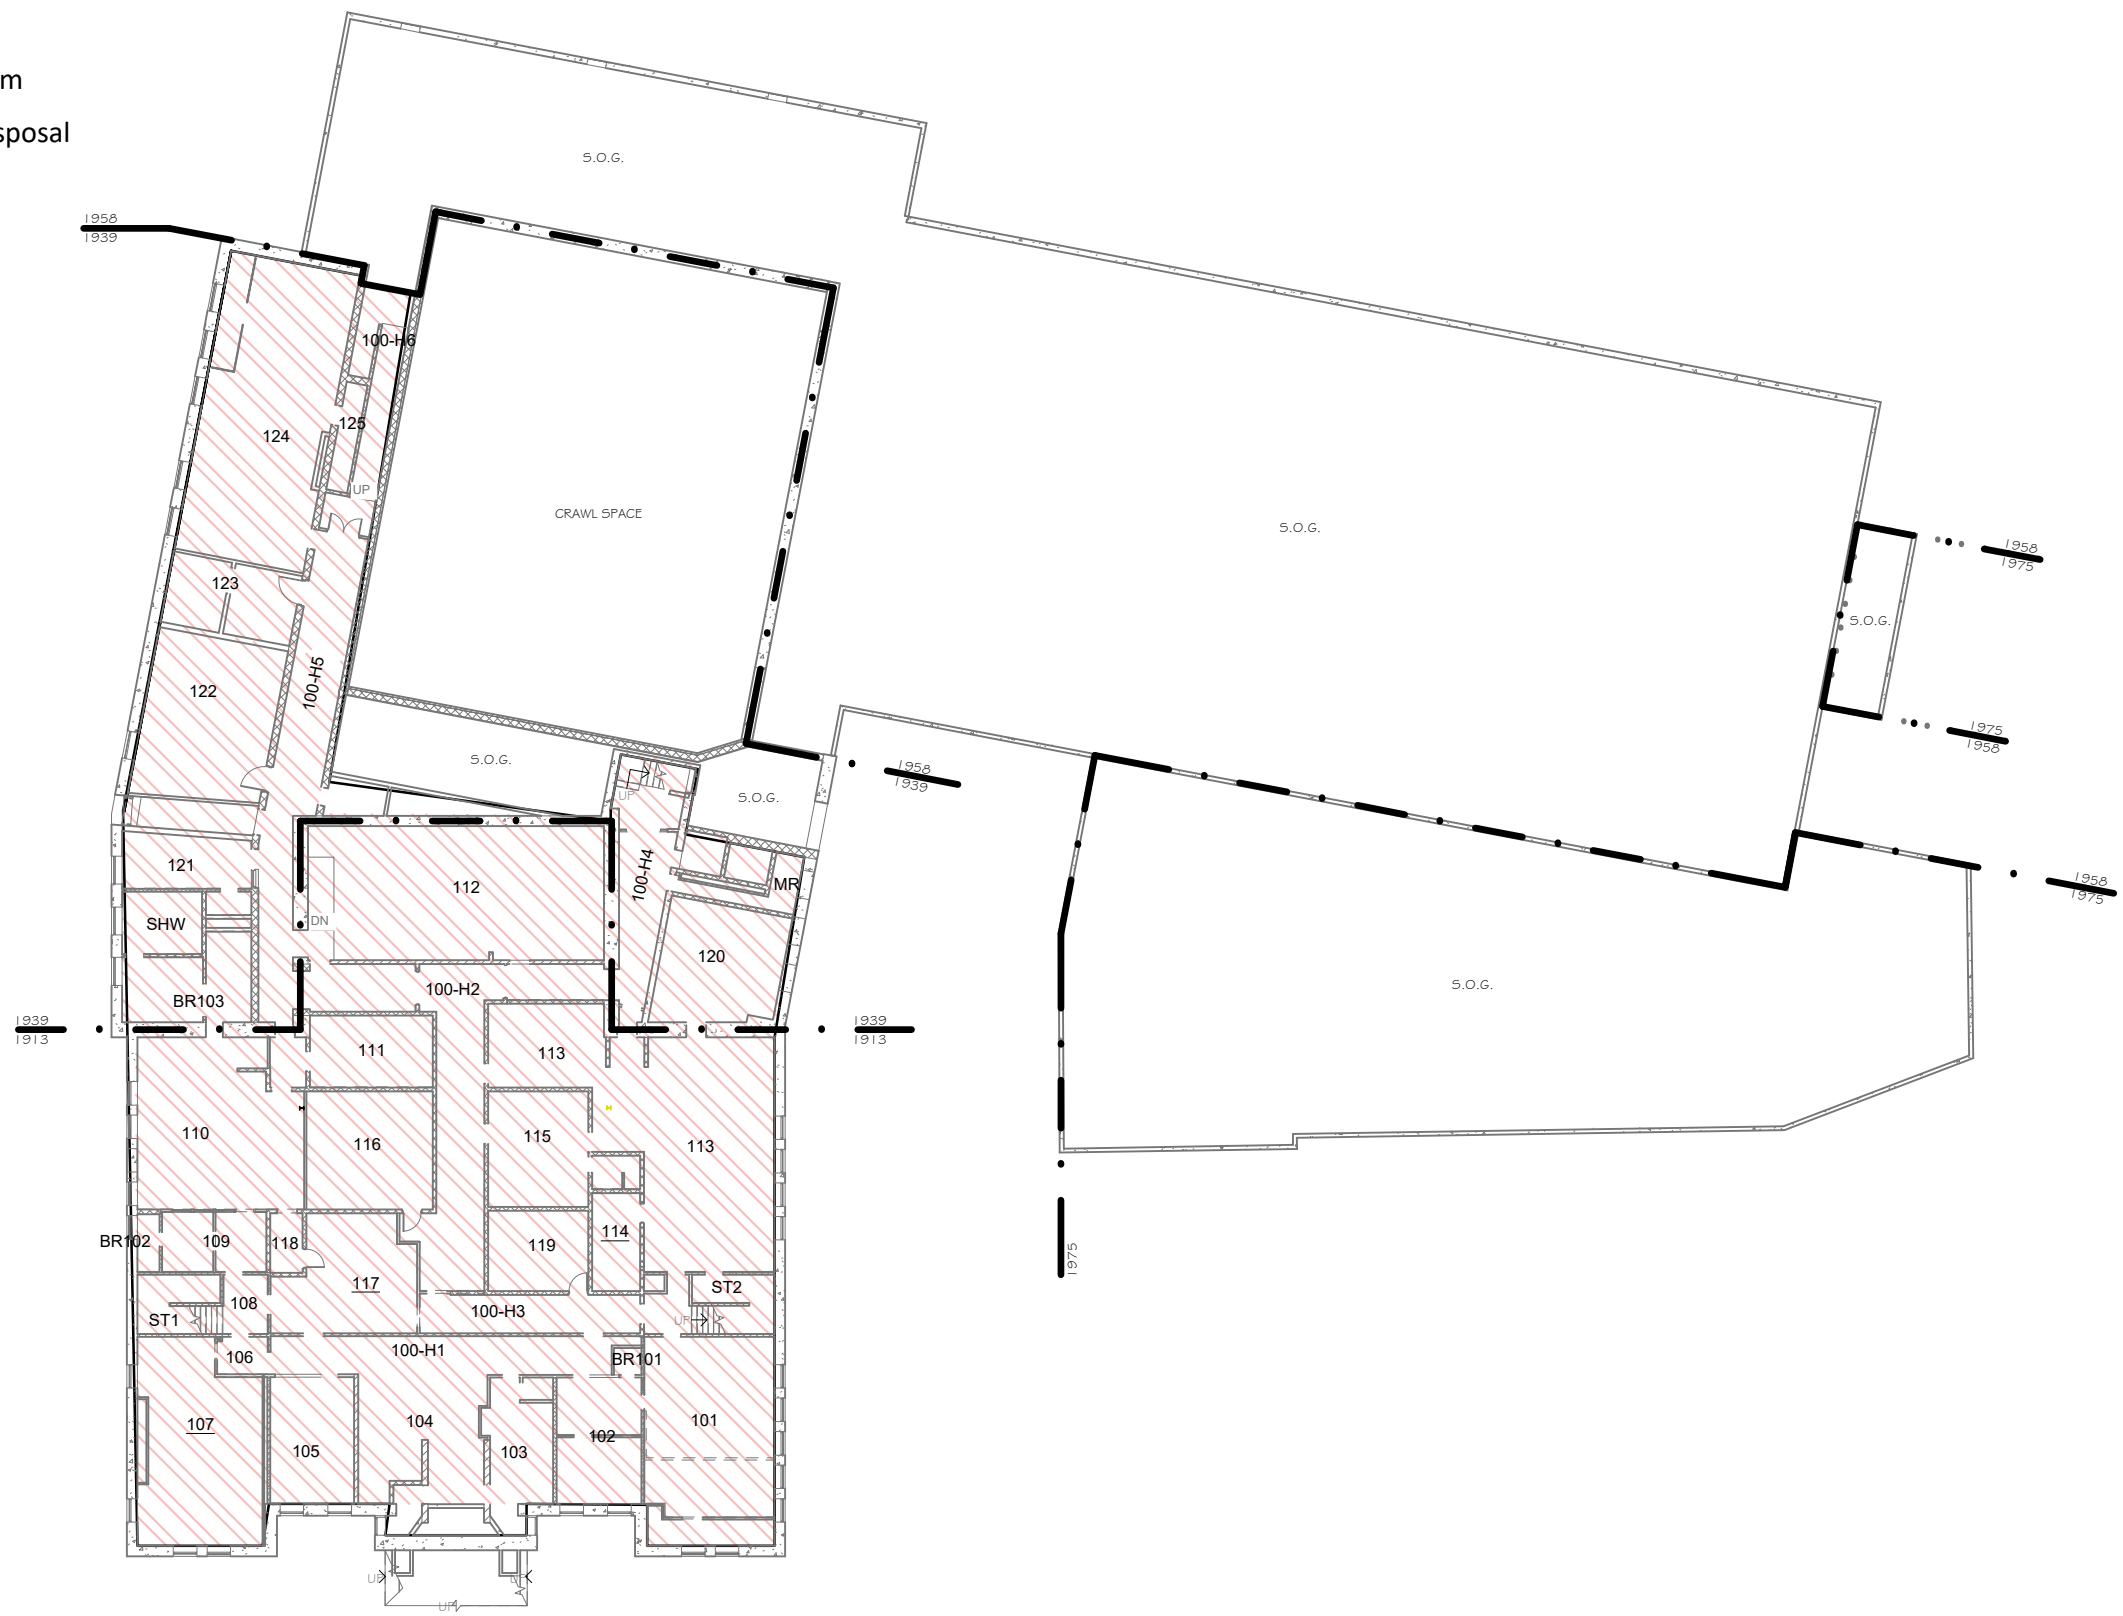 m
sposal
S.O.G.
1958
1939
100-H6
125
124
UP
CRAWL SPACE
S.O.G.
1958
1975
123
S.O.G.
122
100-H5
1975
1958
S.O.G.
UP
1958
1939
S.O.G.
121
112
100-H4
MR
1958
1975
SHW
DN
120
S.O.G.
BR103
100-H2
1939
1913
1939
1913
111
113
110
116
115
113
BR102
109
118
119
114
1975
117
ST2
108
100-H3
ST1
UP
106
100-H1
BR101
107
104
101
105
103
102
UP
UP
UP